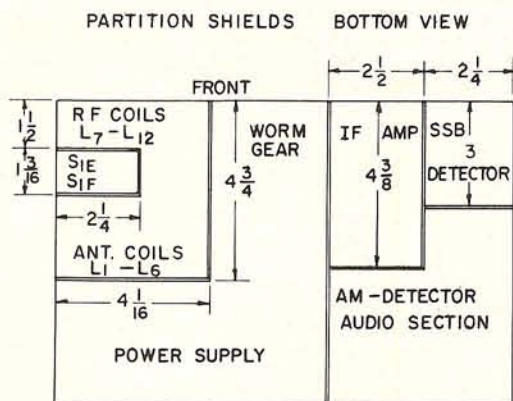 PARTITION SHIELDS BOTTOM VIEW
2 1/2
2 1/4
FRONT
1 1/2
RF COILS
L7-L12
WORM
GEAR
IF AMP
SSB
3
DETECTOR
1 3/16
S1E
S1F
4 3/4
4 3/8
2 1/4
ANT. COILS
L1-L6
4 1/16
AM-DETECTOR
AUDIO SECTION
POWER SUPPLY